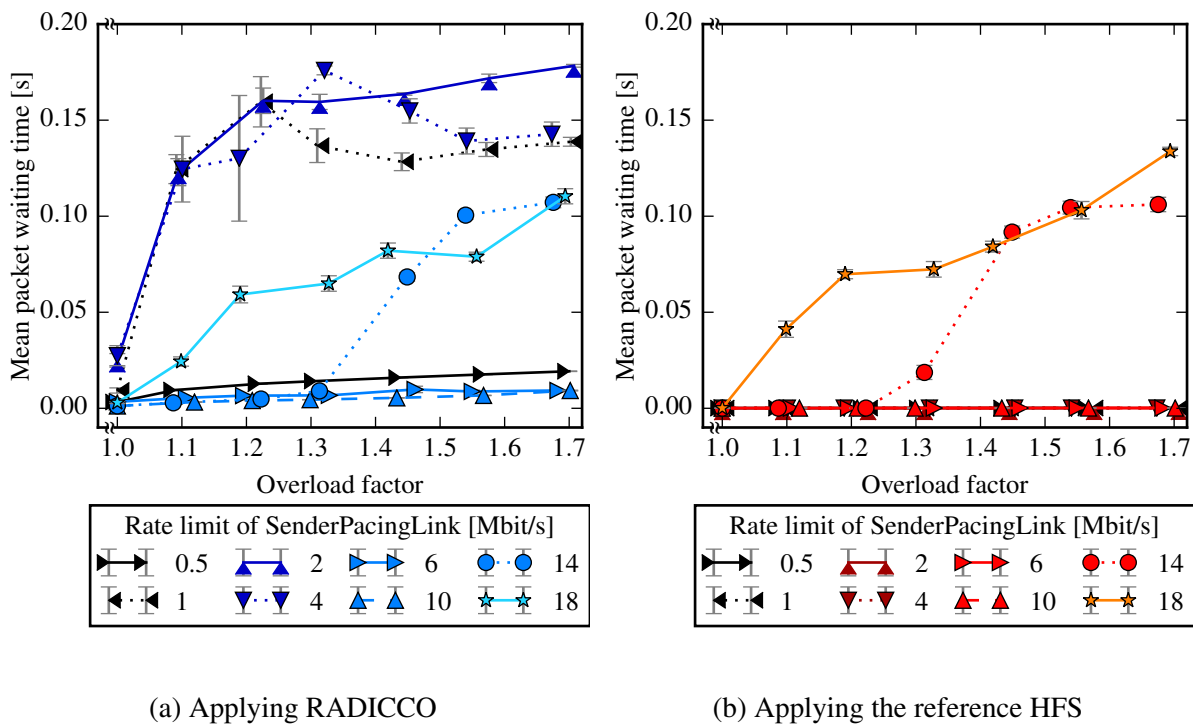 0.20
0.15
0.10
0.05
0.00
Mean packet waiting time [s]
1.0 1.1 1.2 1.3 1.4 1.5 1.6 1.7
Overload factor
Rate limit of SenderPacingLink [Mbit/s]
0.5 2 6 14
1 4 10 18
(a) Applying RADICCO
0.20
0.15
0.10
0.05
0.00
Mean packet waiting time [s]
1.0 1.1 1.2 1.3 1.4 1.5 1.6 1.7
Overload factor
Rate limit of SenderPacingLink [Mbit/s]
0.5 2 6 14
1 4 10 18
(b) Applying the reference HFS